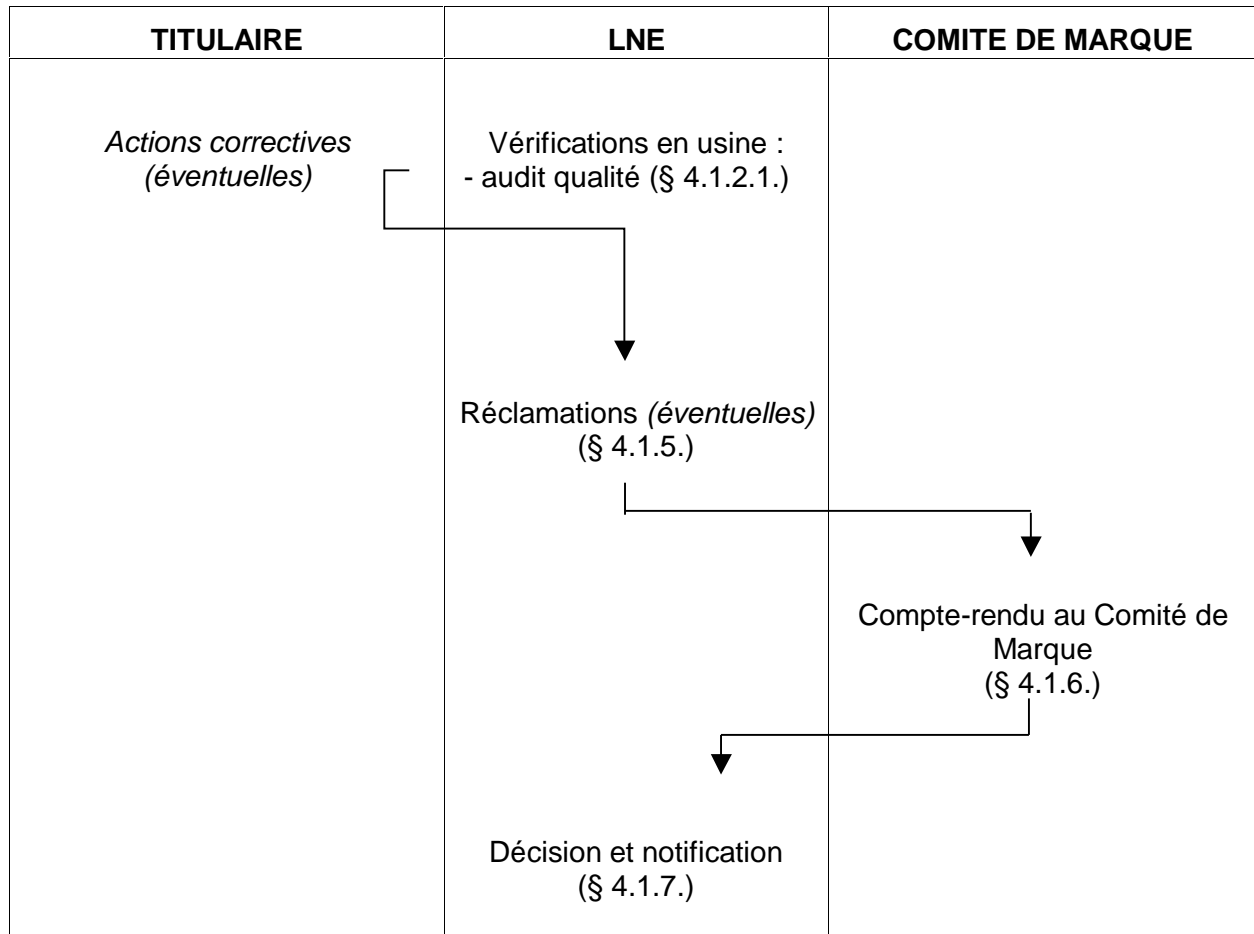 TITULAIRE
LNE
COMITE DE MARQUE
Actions correctives
(éventuelles)
Vérifications en usine :
- audit qualité (§ 4.1.2.1.)
Réclamations (éventuelles)
(§ 4.1.5.)
Compte-rendu au Comité de
Marque
(§ 4.1.6.)
Décision et notification
(§ 4.1.7.)